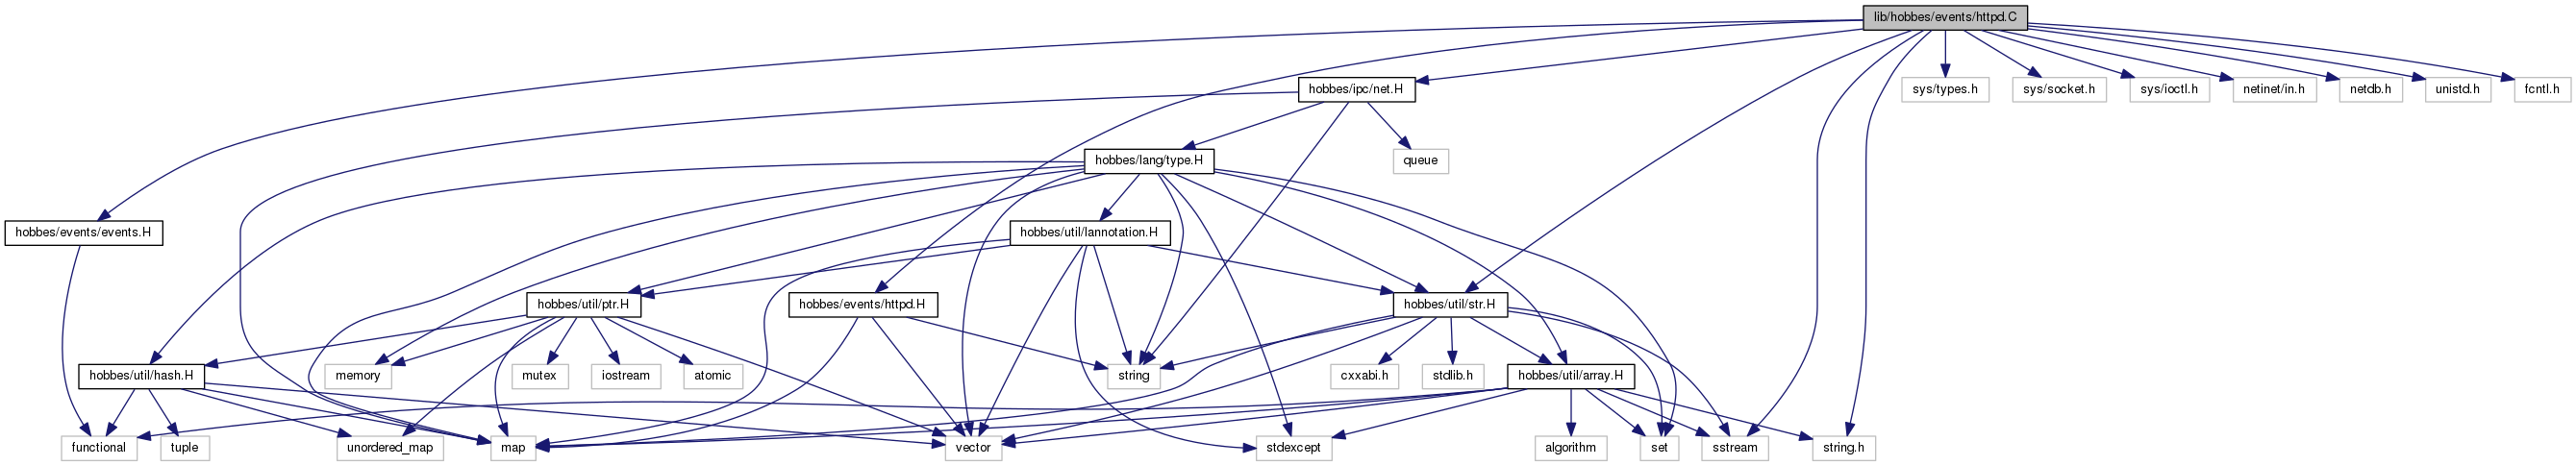 lib/hobbes/events/httpd.C
hobbes/ipc/net.H
sys/types.h
sys/socket.h
sys/ioctl.h
netinet/in.h
netdb.h
unistd.h
fcntl.h
hobbes/lang/type.H
queue
hobbes/events/events.H
hobbes/util/lannotation.H
hobbes/util/ptr.H
hobbes/events/httpd.H
hobbes/util/str.H
hobbes/util/hash.H
memory
mutex
iostream
atomic
string
cxxabi.h
stdlib.h
hobbes/util/array.H
functional
tuple
unordered_map
map
vector
stdexcept
algorithm
set
sstream
string.h